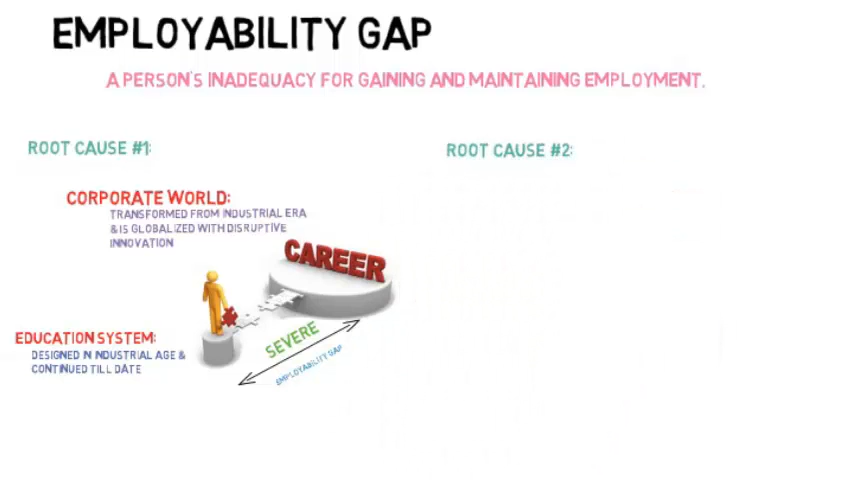 EMPLOYABILITY GAP
A PERSON'S INADEQUACY FOR GAINING AND MAINTAINING EMPLOYMENT.
ROOT CAUSE #1:
CORPORATE WORLD:
TRANSFORMED FROM INDUSTRIAL ERA
& IS GLOBALIZED WITH DISRUPTIVE
INNOVATION
CAREER
SEVERE
EMPLOYABILITY GAP
EDUCATION SYSTEM:
DESIGNED IN INDUSTRIAL AGE &
CONTINUED TILL DATE
ROOT CAUSE #2: